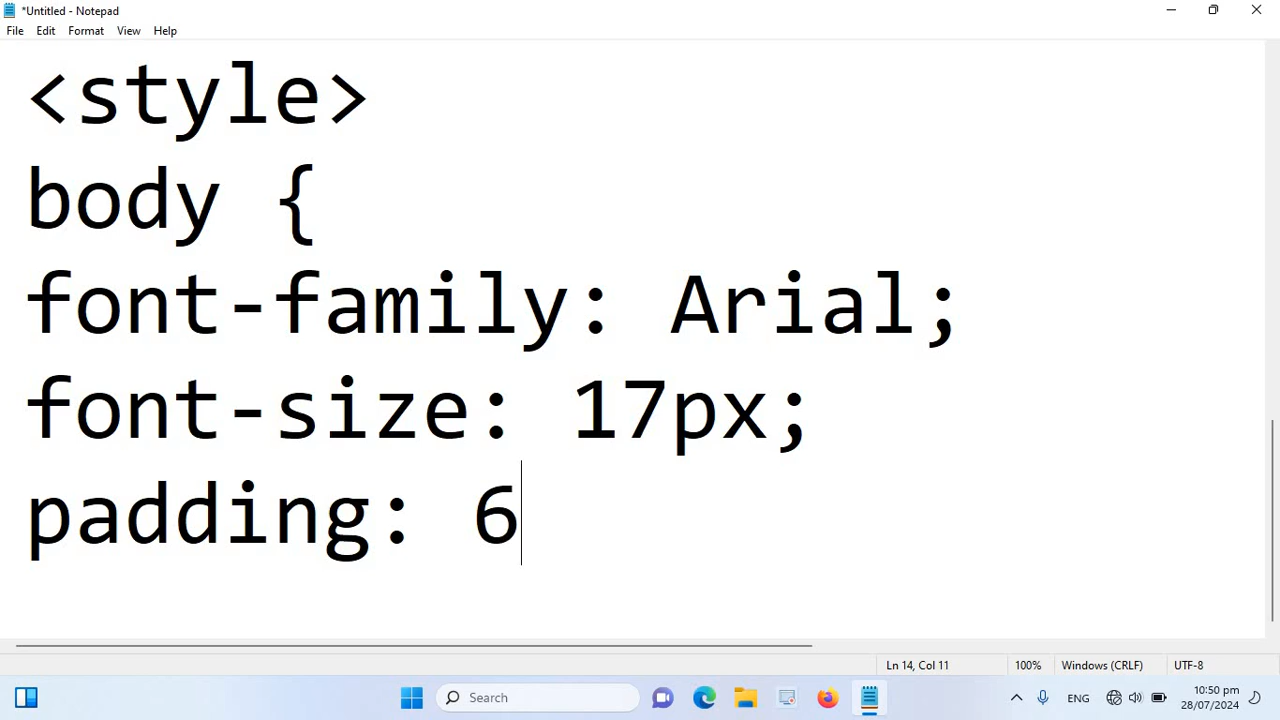 *Untitled - Notepad
File Edit Format View Help
<style>
body {
font-family: Arial;
font-size: 17px;
padding: 6
Ln 14, Col 11 100% Windows (CRLF) UTF-8
Search ENG 10:50 pm
28/07/2024